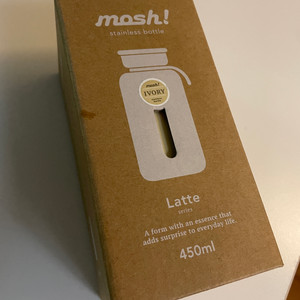 mosh!
stainless bottle
mosh!
IVORY
Latte
series
A form with an essence that
adds surprise to everyday life.
450ml